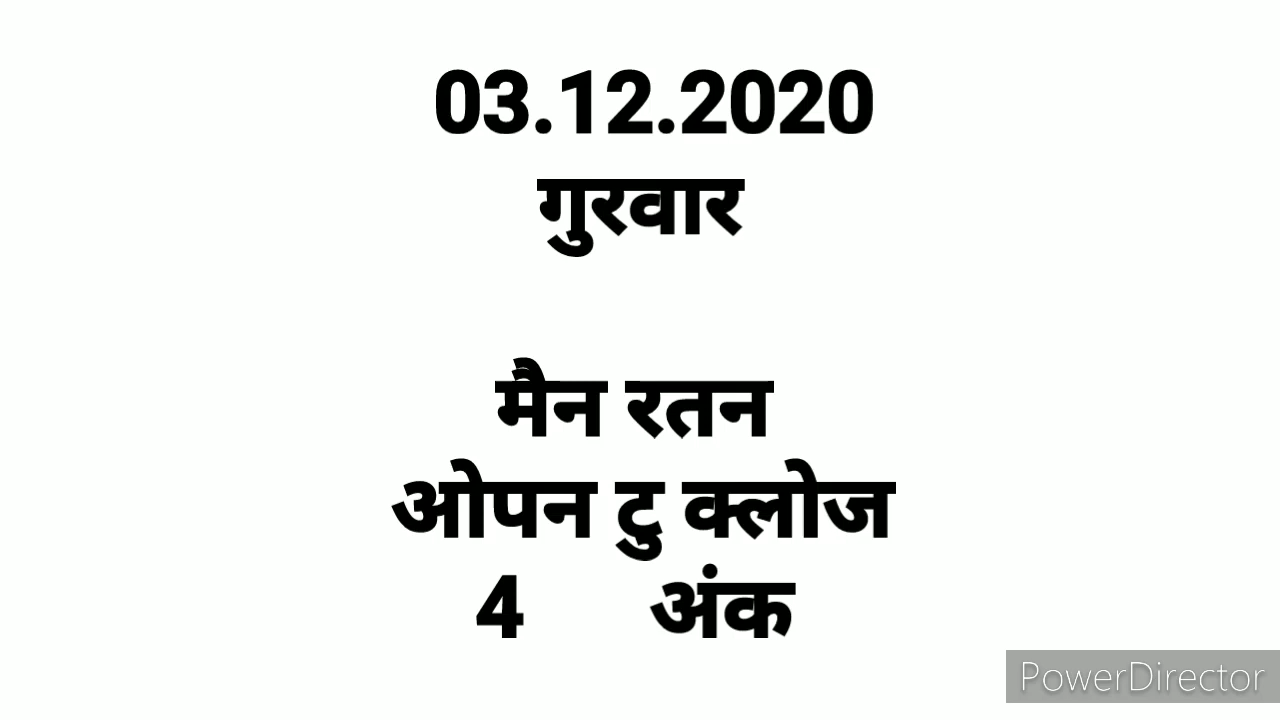 03.12.2020
गुरवार
मैन रतन
ओपन टु क्लोज
4 अंक
PowerDirector